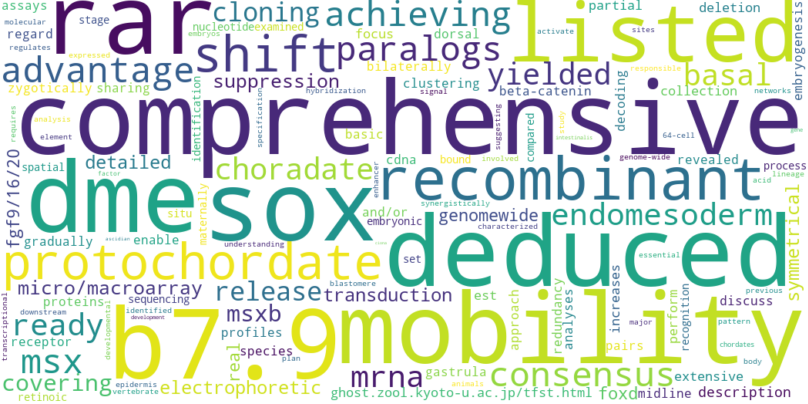 assays
molecular
regard
regulates
stage
rar
cloning
nucleotide
examined
embryos
achieving
focus
dorsal
partial
deletion
listed
activate
sites
expressed
responsible
embryogenesis
advantage
shift
paralogs
bilaterally
suppression
clustering
yielded
beta-catenin
basal
collection
decoding
networks
zygotically
sharing
identification
comprehensive
analysis
element
requires
specification
hybridization
basic
signal
suggesting
compared
study
64-cell
genome-wide
revealed
process
lineage
fgf9/16/20
spatial
detailed
factor
dme
situ
maternally
choradate
cdna
enhancer
bound
involved
recombinant
acid
sox
and/or
embryonic
synergistically
genomewide
characterized
endomesoderm
symmetrical
gradually
enable
ascidian
understanding
set
deduced
essential
protochordate
blastomere
micro/macroarray
release
transduction
est
approach
redundancy
analyses
increases
discuss
previous
transcriptional
downstream
proteins
sequencing
developmental
identified
development
msxb
mobility
perform
recognition
major
pattern
chordates
ready
receptor
b7.9
profiles
real
species
plan
pairs
body
msx
covering
retinoic
epidermis
vertebrate
electrophoretic
mrna
gastrula
animals
consensus
extensive
ghost.zool.kyoto-u.ac.jp/tfst.html
foxd
midline
description